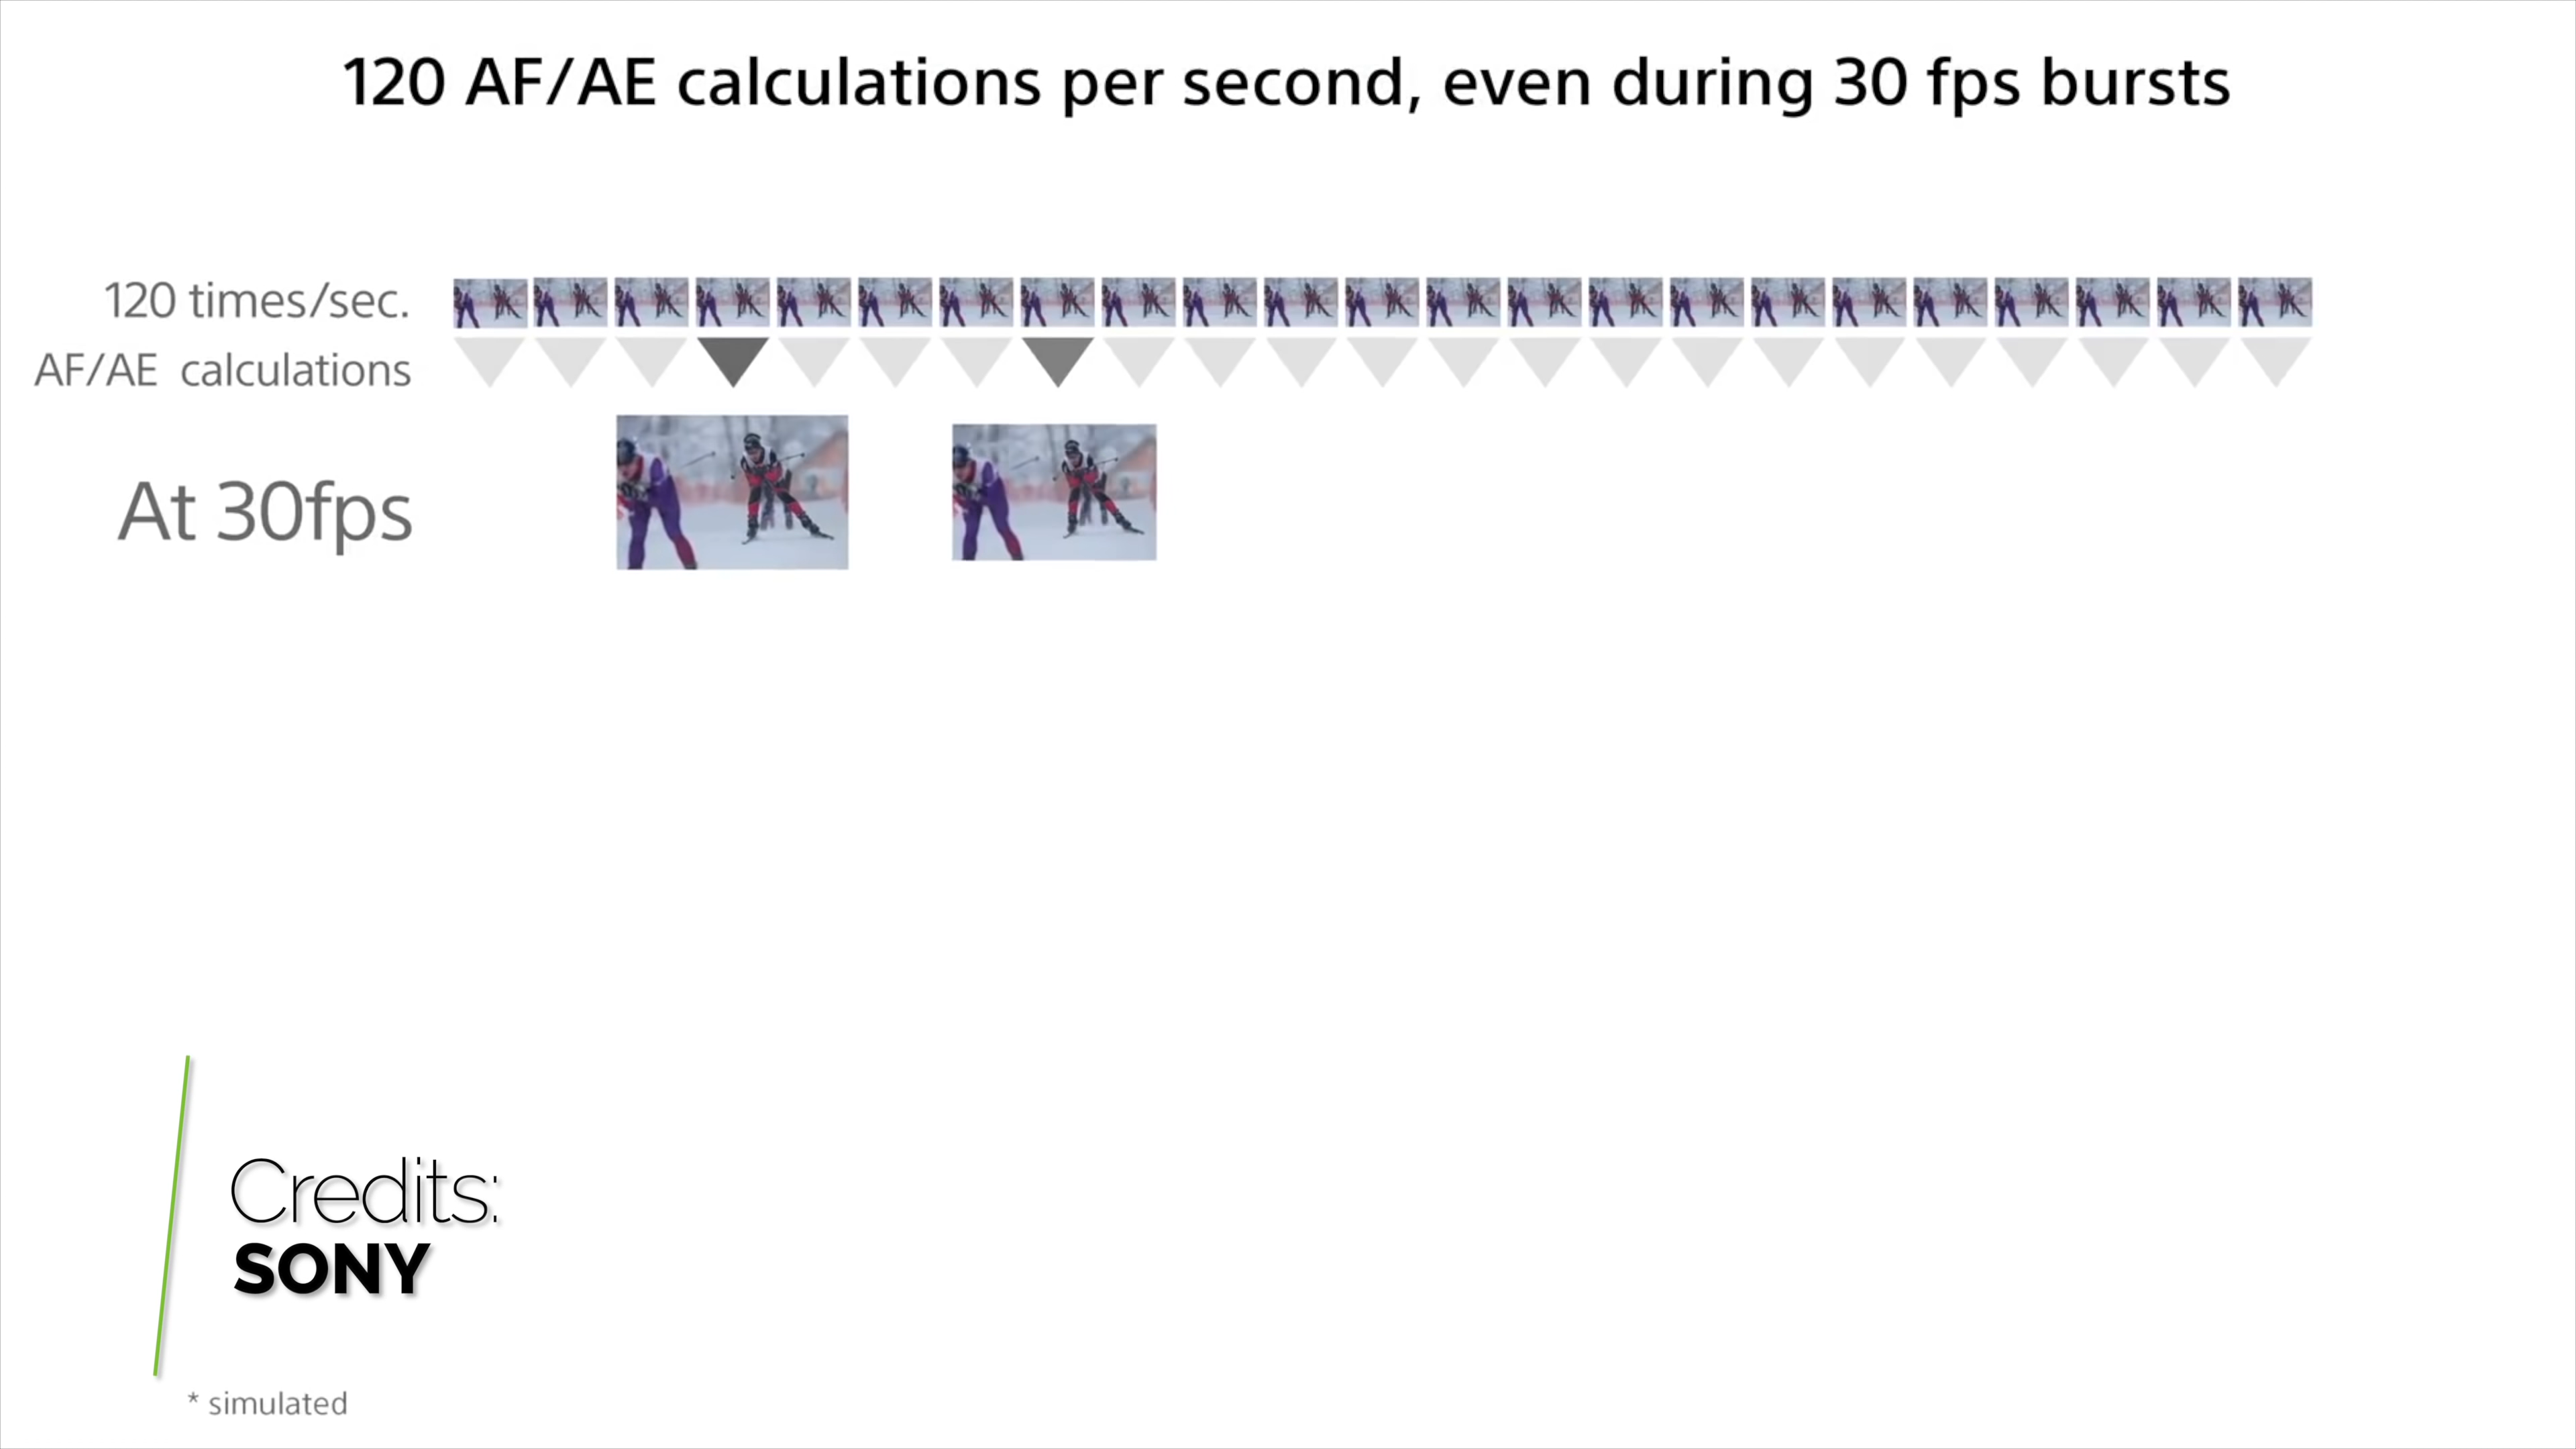 120 AF/AE calculations per second, even during 30 fps bursts
120 times/sec.
AF/AE calculations
At 30fps
Credits:
SONY
* simulated